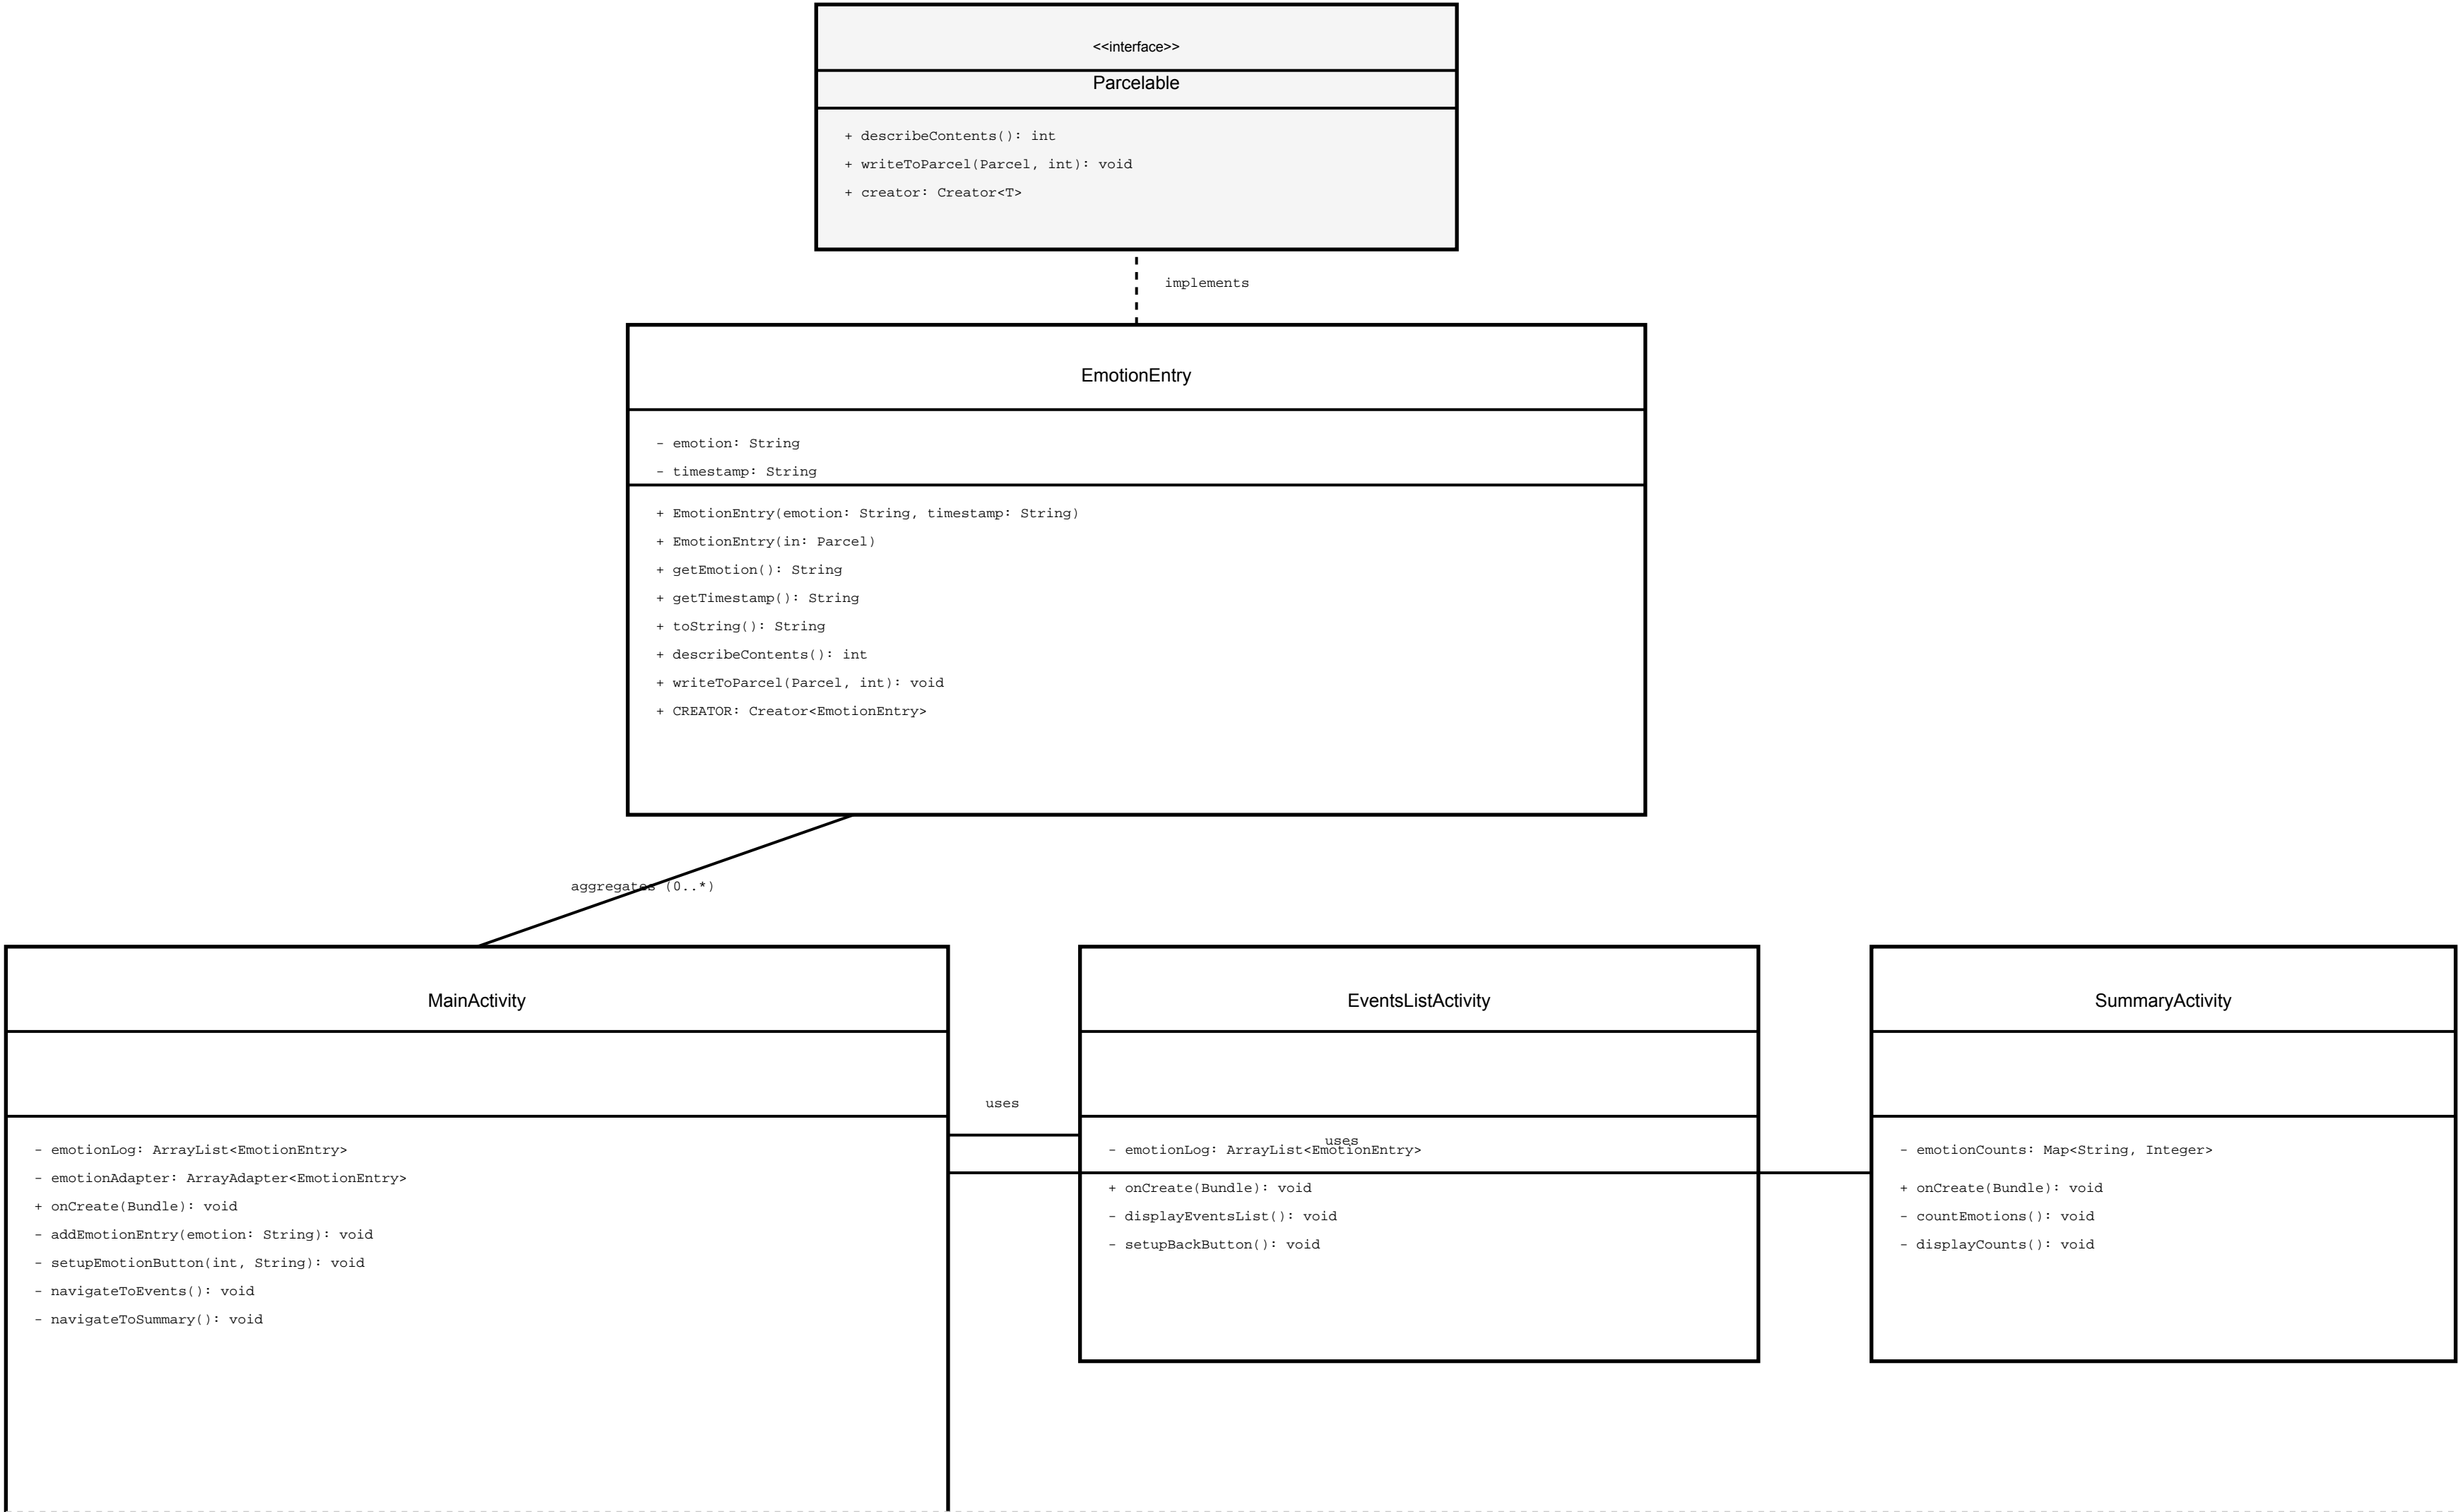 <<interface>>
Parcelable
+ describeContents(): int
+ writeToParcel(Parcel, int): void
+ creator: Creator<T>
implements
EmotionEntry
- emotion: String
- timestamp: String
+ EmotionEntry(emotion: String, timestamp: String)
+ EmotionEntry(in: Parcel)
+ getEmotion(): String
+ getTimestamp(): String
+ toString(): String
+ describeContents(): int
+ writeToParcel(Parcel, int): void
+ CREATOR: Creator<EmotionEntry>
aggregates (0..*)
MainActivity
- emotionLog: ArrayList<EmotionEntry>
- emotionAdapter: ArrayAdapter<EmotionEntry>
+ onCreate(Bundle): void
- addEmotionEntry(emotion: String): void
- setupEmotionButton(int, String): void
- navigateToEvents(): void
- navigateToSummary(): void
uses
EventsListActivity
uses
- emotionLog: ArrayList<EmotionEntry>
+ onCreate(Bundle): void
- displayEventsList(): void
- setupBackButton(): void
SummaryActivity
- emotionCounts: Map<String, Integer>
+ onCreate(Bundle): void
- countEmotions(): void
- displayCounts(): void